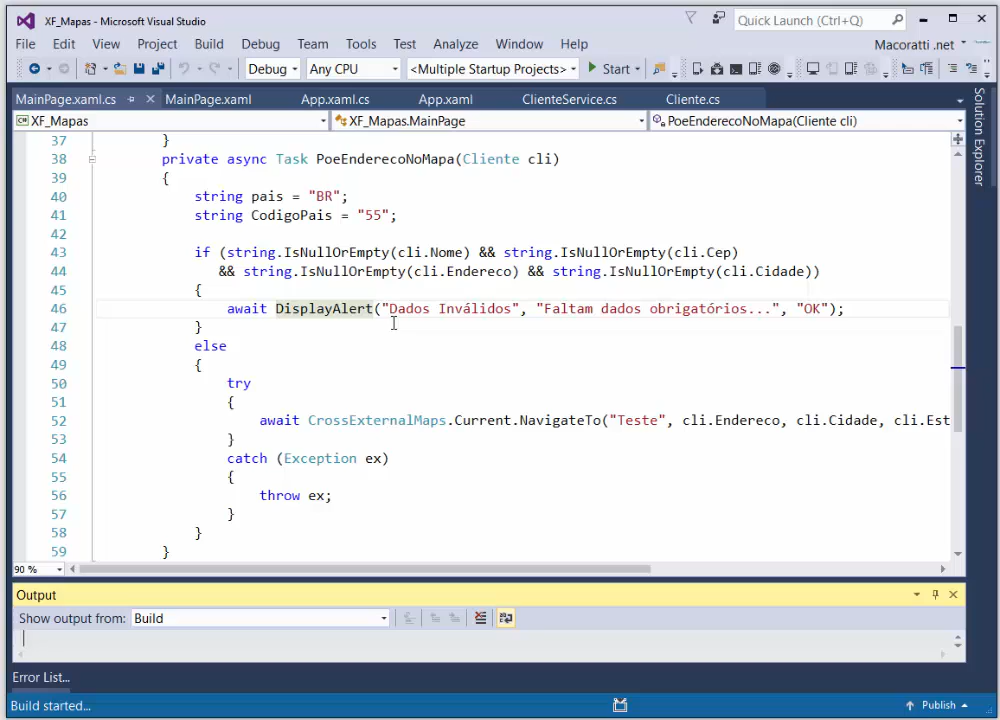 XF_Mapas - Microsoft Visual Studio
Quick Launch (Ctrl+Q)
File Edit View Project Build Debug Team Tools Test Analyze Window Help
Macoratti .net
Debug Any CPU <Multiple Startup Projects> Start
MainPage.xaml.cs MainPage.xaml App.xaml.cs App.xaml ClienteService.cs Cliente.cs
XF_Mapas XF_Mapas.MainPage PoeEnderecoNoMapa(Cliente cli)
Solution Explorer
37 }
38 private async Task PoeEnderecoNoMapa(Cliente cli)
39 {
40 string pais = "BR";
41 string CodigoPais = "55";
42
43 if (string.IsNullOrEmpty(cli.Nome) && string.IsNullOrEmpty(cli.Cep)
44 && string.IsNullOrEmpty(cli.Endereco) && string.IsNullOrEmpty(cli.Cidade))
45 {
46 await DisplayAlert("Dados Inválidos", "Faltam dados obrigatórios...", "OK");
47 }
48 else
49 {
50 try
51 {
52 await CrossExternalMaps.Current.NavigateTo("Teste", cli.Endereco, cli.Cidade, cli.Est
53 }
54 catch (Exception ex)
55 {
56 throw ex;
57 }
58 }
59 }
90 %
Output
Show output from: Build
Error List...
Build started...
Publish